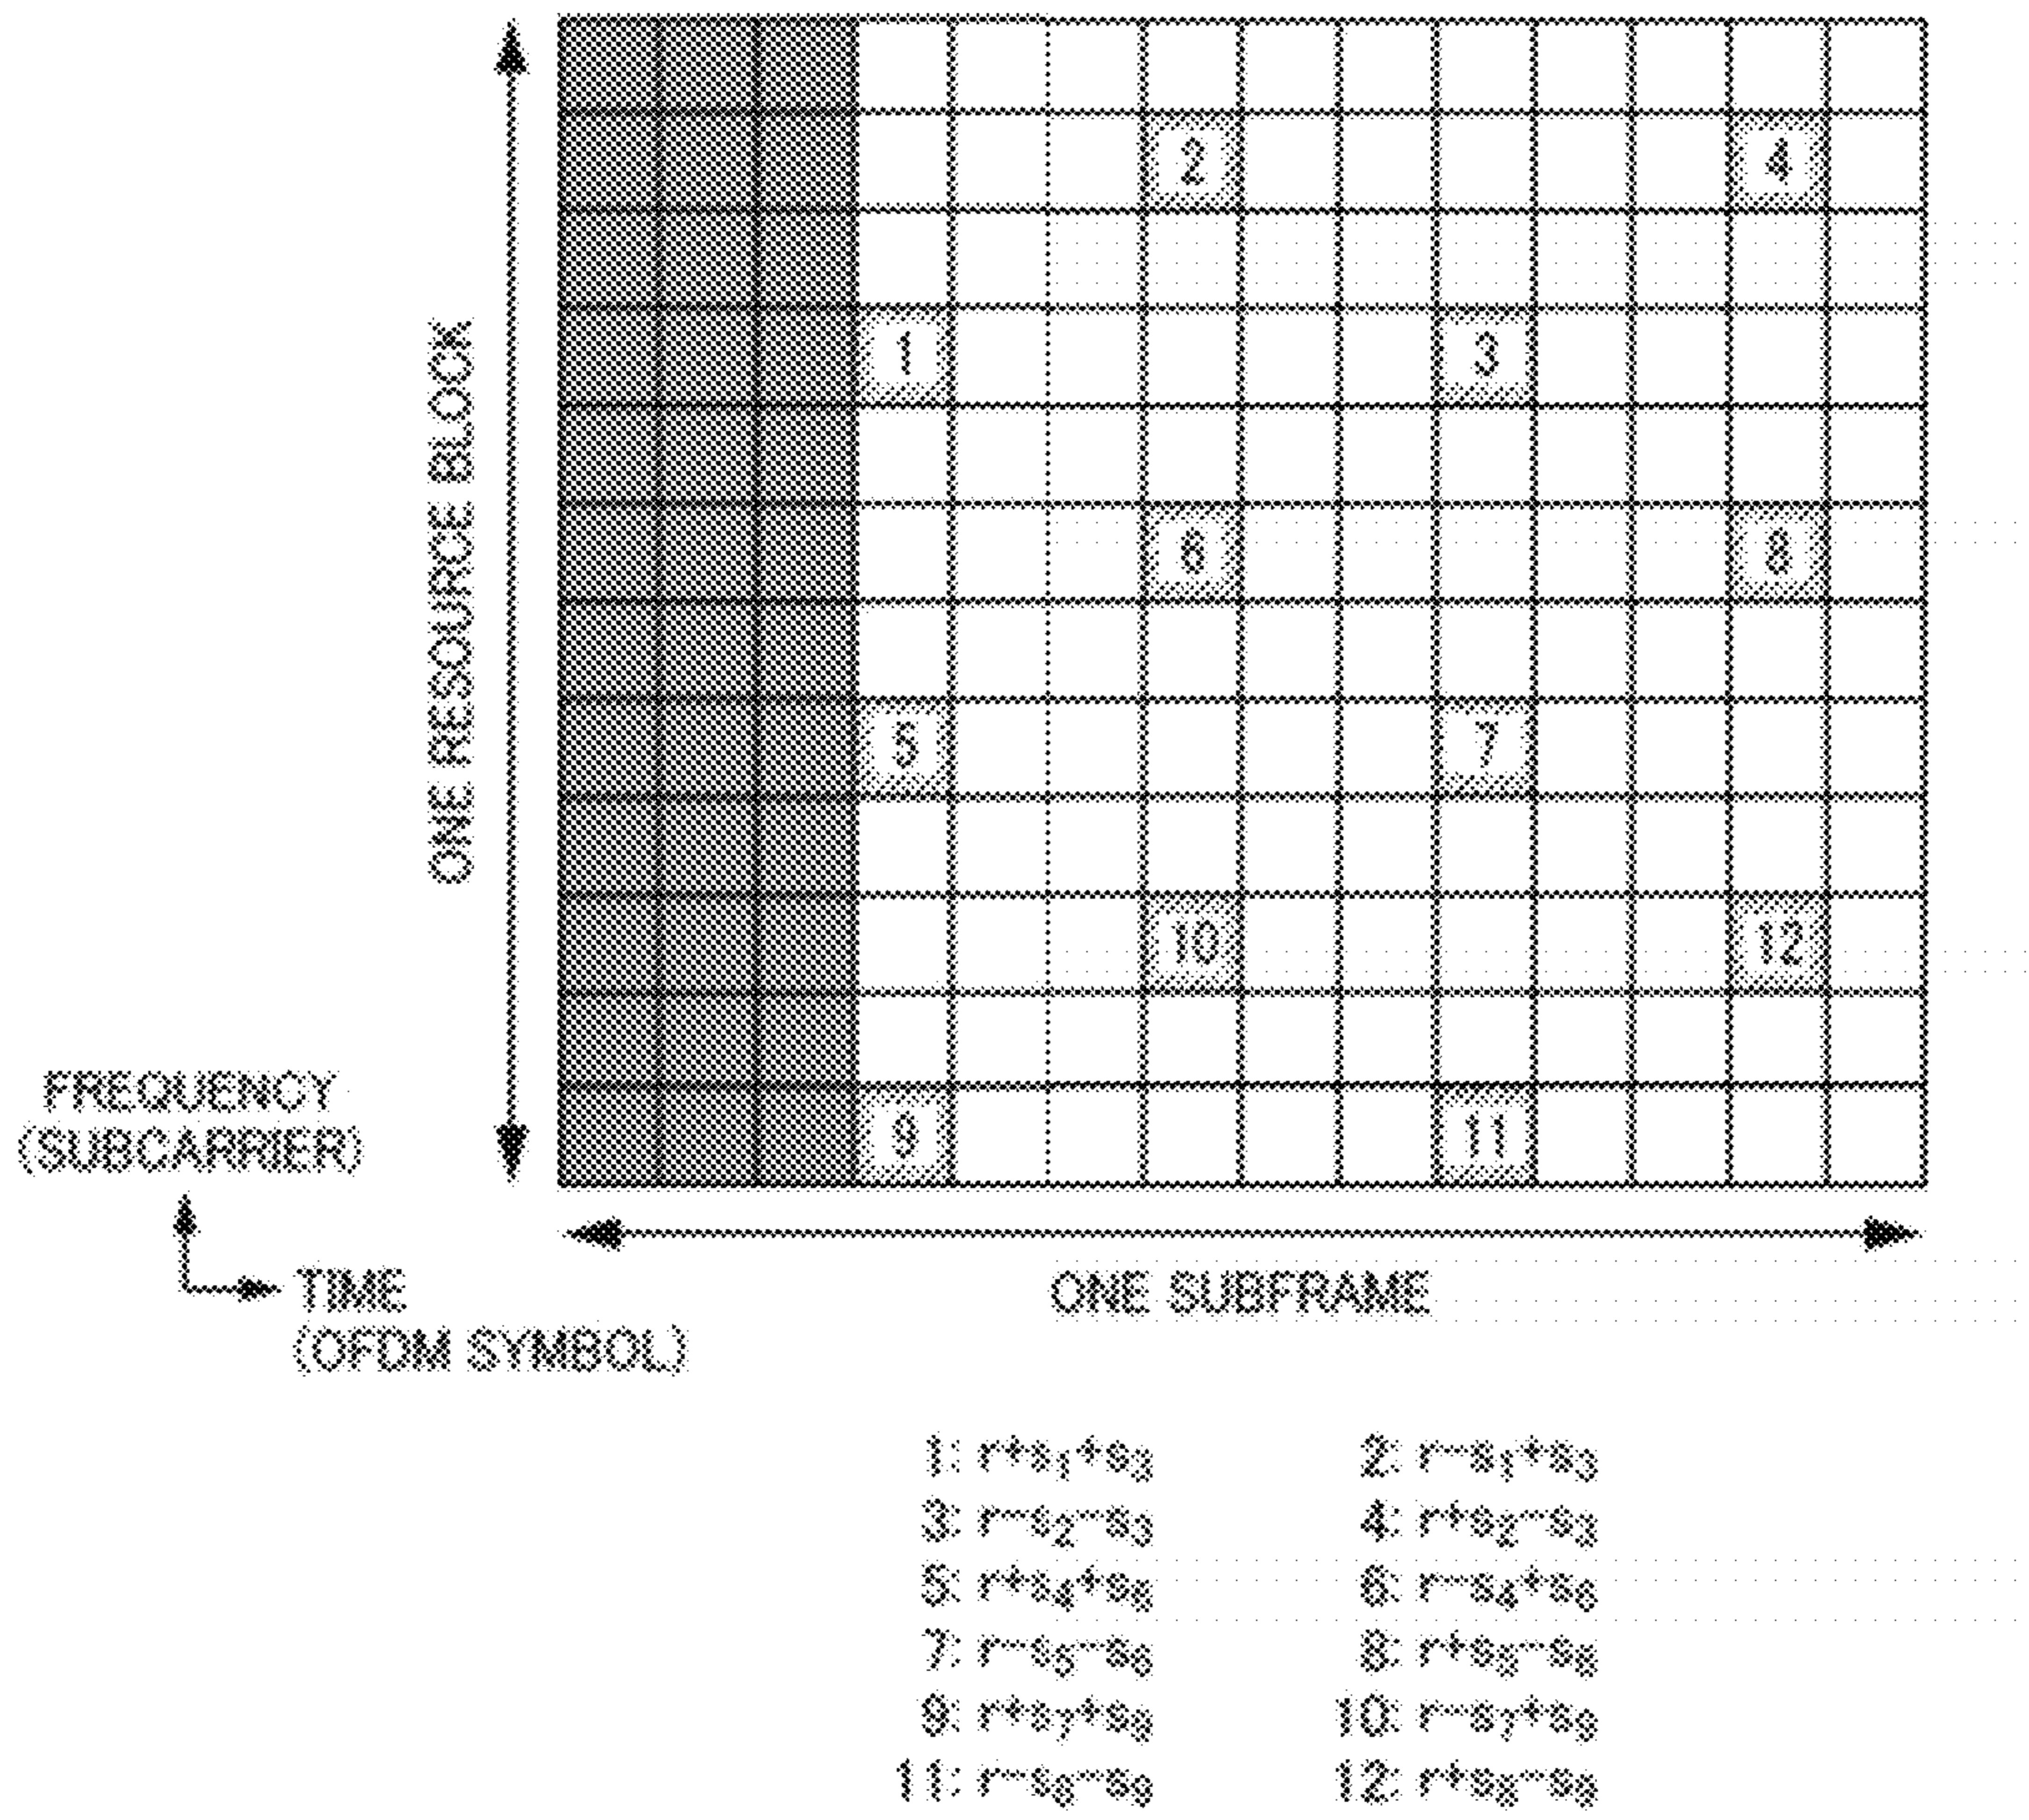 2 4
1 3
ONE RESOURCE BLOCK
6 8
5 7
10 12
9 11
FREQUENCY
(SUBCARRIER)
TIME
(OFDM SYMBOL)
ONE SUBFRAME
1: r+s₁+s₃ 2: r−s₁+s₃
3: r−s₂−s₃ 4: r+s₂−s₃
5: r+s₄+s₆ 6: r−s₄+s₆
7: r−s₅−s₆ 8: r+s₅−s₆
9: r+s₇+s₉ 10: r−s₇+s₉
11: r−s₈−s₉ 12: r+s₈−s₉